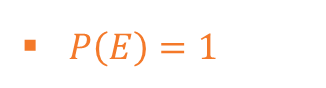 ▪ P(E) = 1